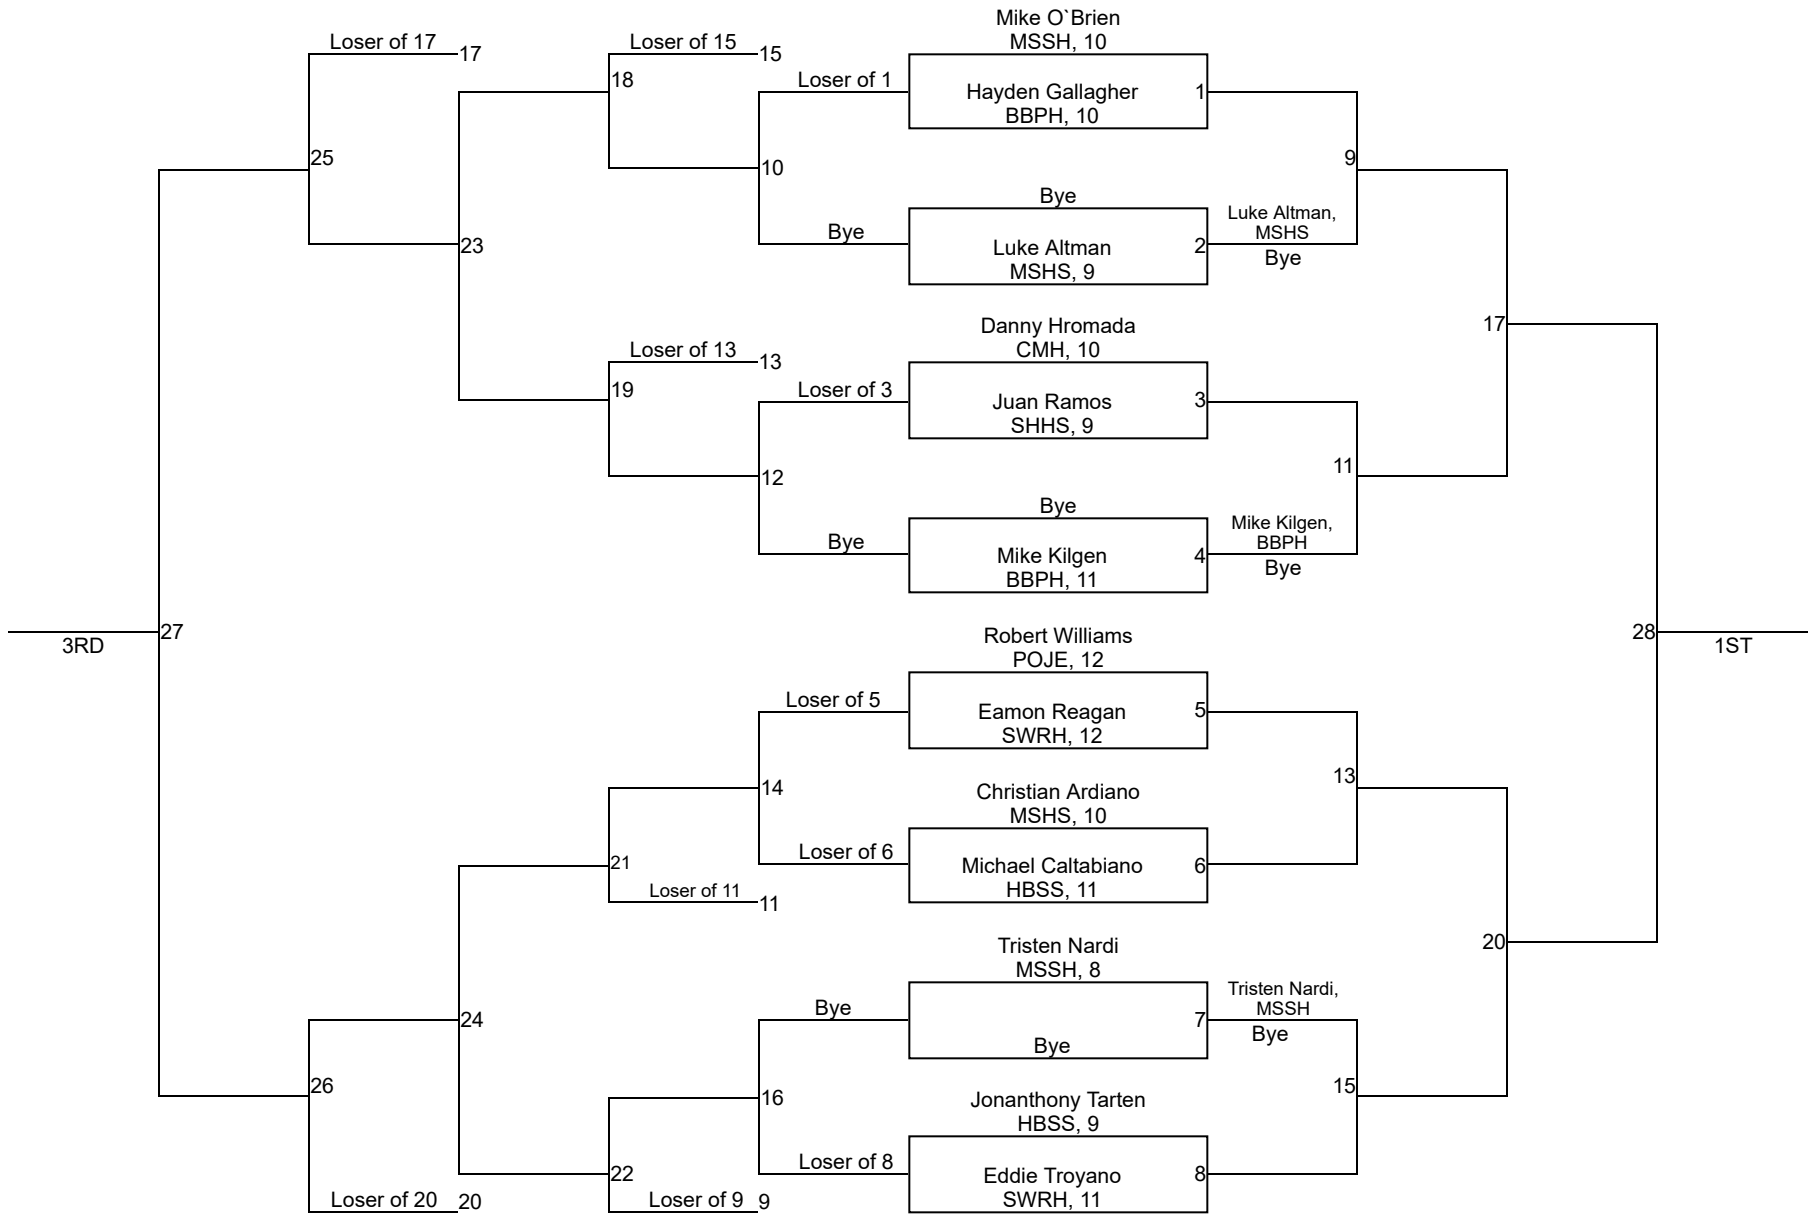 Mike O`Brien
Loser of 17
17
Loser of 15
15
MSSH, 10
18
Loser of 1
Hayden Gallagher
1
BBPH, 10
25
10
9
Bye
Bye
Luke Altman,
MSHS
23
Luke Altman
2
Bye
MSHS, 9
Danny Hromada
17
Loser of 13
13
CMH, 10
19
Loser of 3
Juan Ramos
3
SHHS, 9
12
11
Bye
Bye
Mike Kilgen,
BBPH
Mike Kilgen
4
Bye
BBPH, 11
3RD
27
Robert Williams
28
1ST
POJE, 12
Loser of 5
Eamon Reagan
5
SWRH, 12
14
Christian Ardiano
13
MSHS, 10
21
Loser of 6
Michael Caltabiano
6
Loser of 11
11
HBSS, 11
Tristen Nardi
20
MSSH, 8
24
Bye
7
Tristen Nardi,
MSSH
Bye
Bye
26
16
Jonanthony Tarten
15
HBSS, 9
22
Loser of 8
Eddie Troyano
8
Loser of 20
20
Loser of 9
9
SWRH, 11